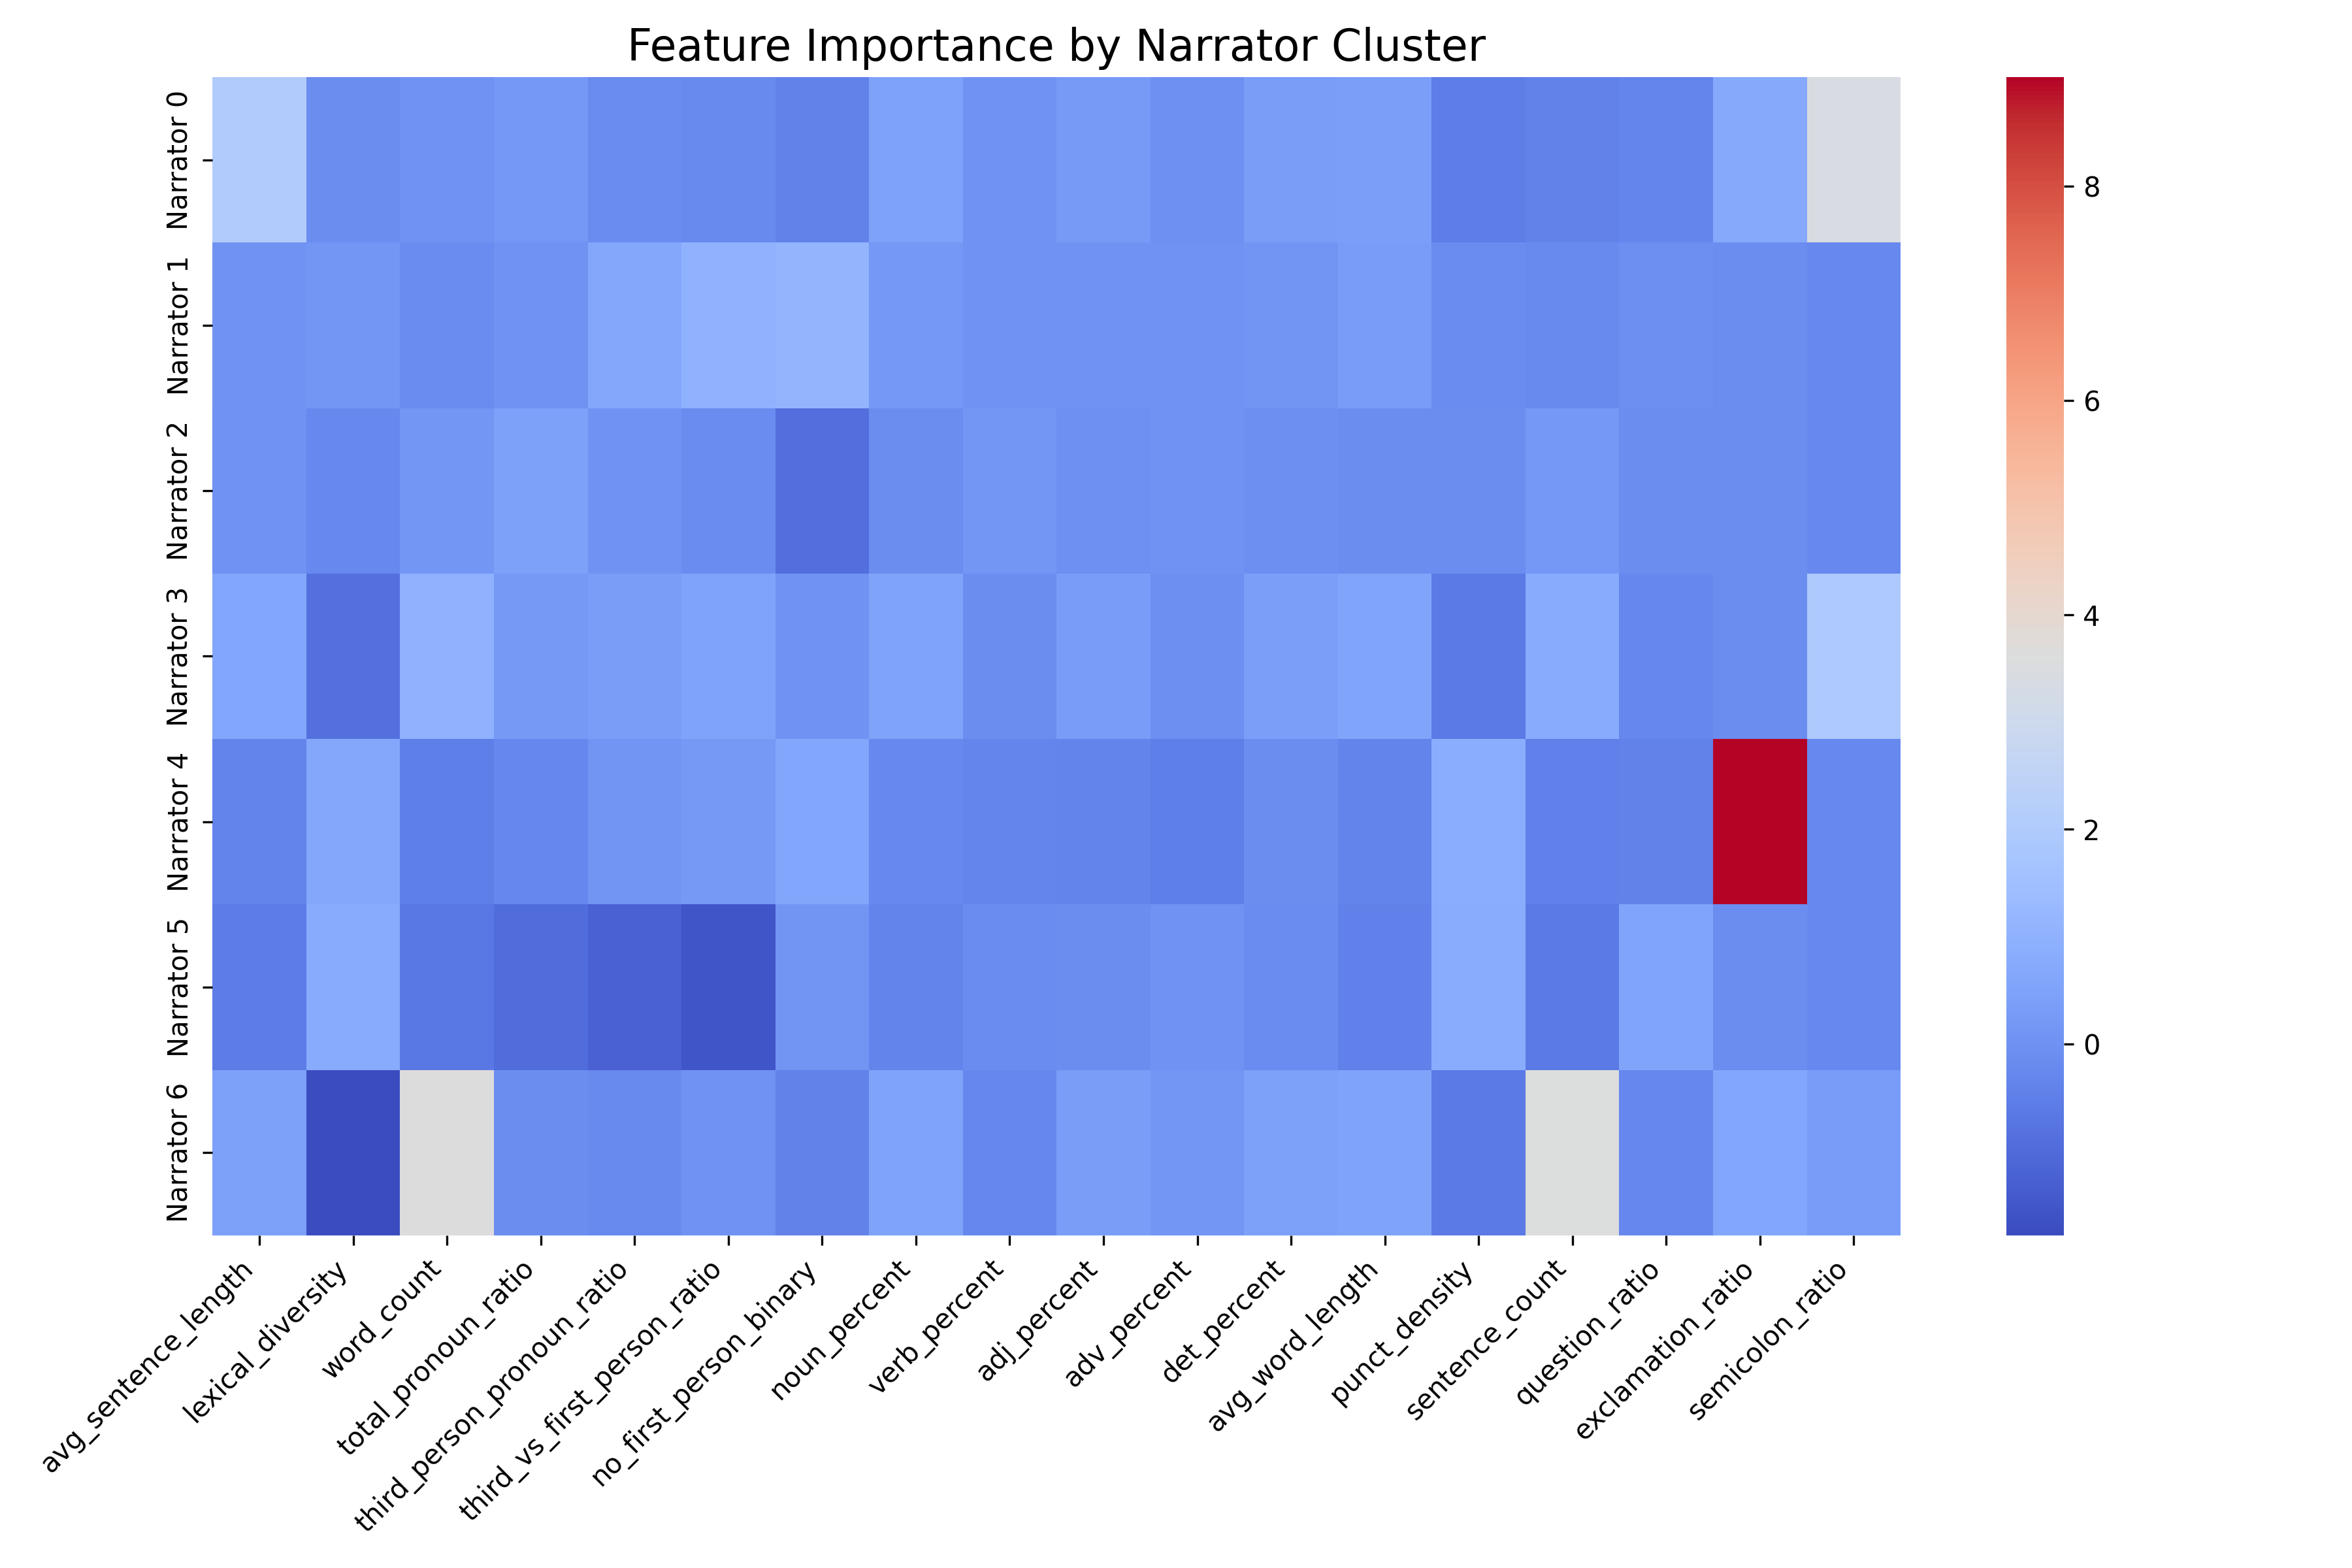 Feature Importance by Narrator Cluster
Narrator 0
Narrator 1
Narrator 2
Narrator 3
Narrator 4
Narrator 5
Narrator 6
avg_sentence_length
lexical_diversity
word_count
total_pronoun_ratio
third_person_pronoun_ratio
third_vs_first_person_ratio
no_first_person_binary
noun_percent
verb_percent
adj_percent
adv_percent
det_percent
avg_word_length
punct_density
sentence_count
question_ratio
exclamation_ratio
semicolon_ratio
8
6
4
2
0